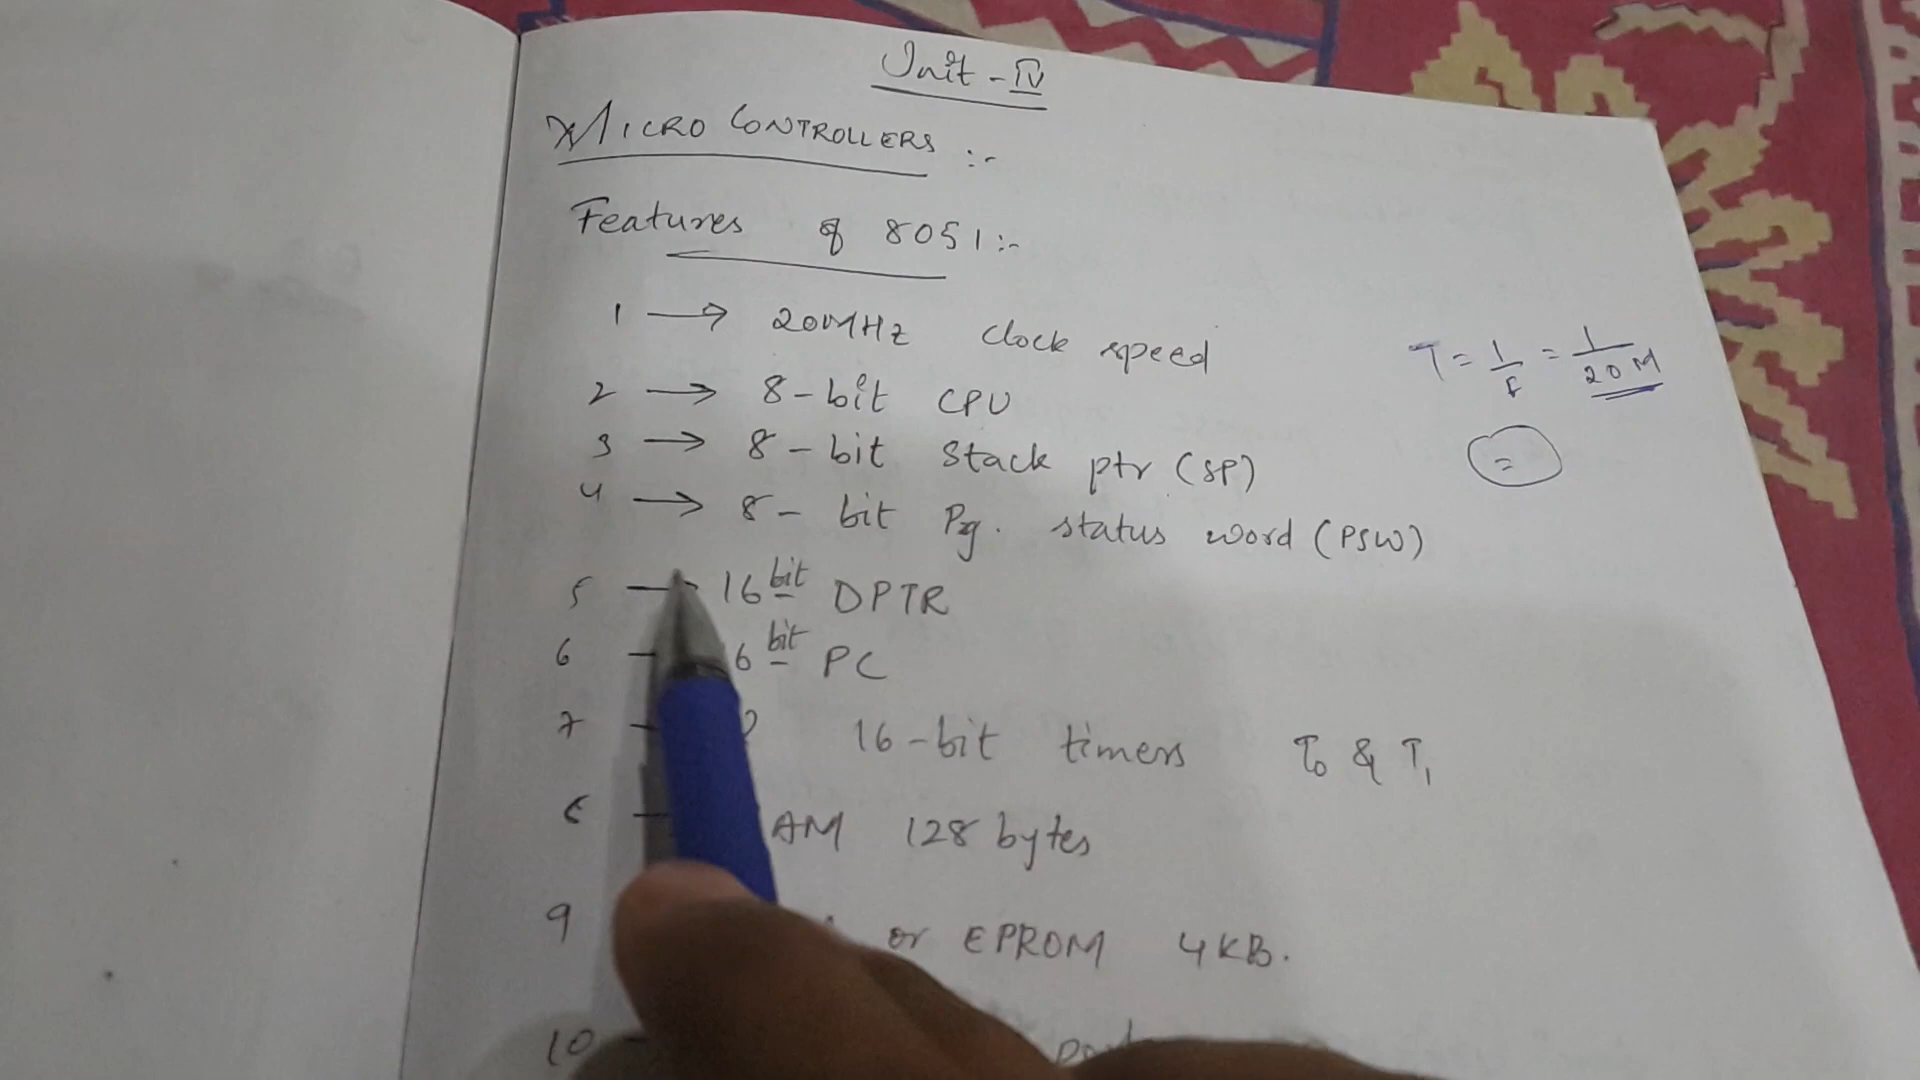 Unit - IV
MICRO CONTROLLERS :-
Features of 8051 :-
1 → 20MHz clock speed
T = 1/f = 1/20M
=
2 → 8-bit CPU
3 → 8-bit Stack ptr (SP)
4 → 8-bit Pg. status word (PSW)
5 → 16 bit DPTR
6 — 6 bit PC
7 — 16-bit timers T0 & T1
8 — AM 128 bytes
9 or EPROM 4KB.
10 —